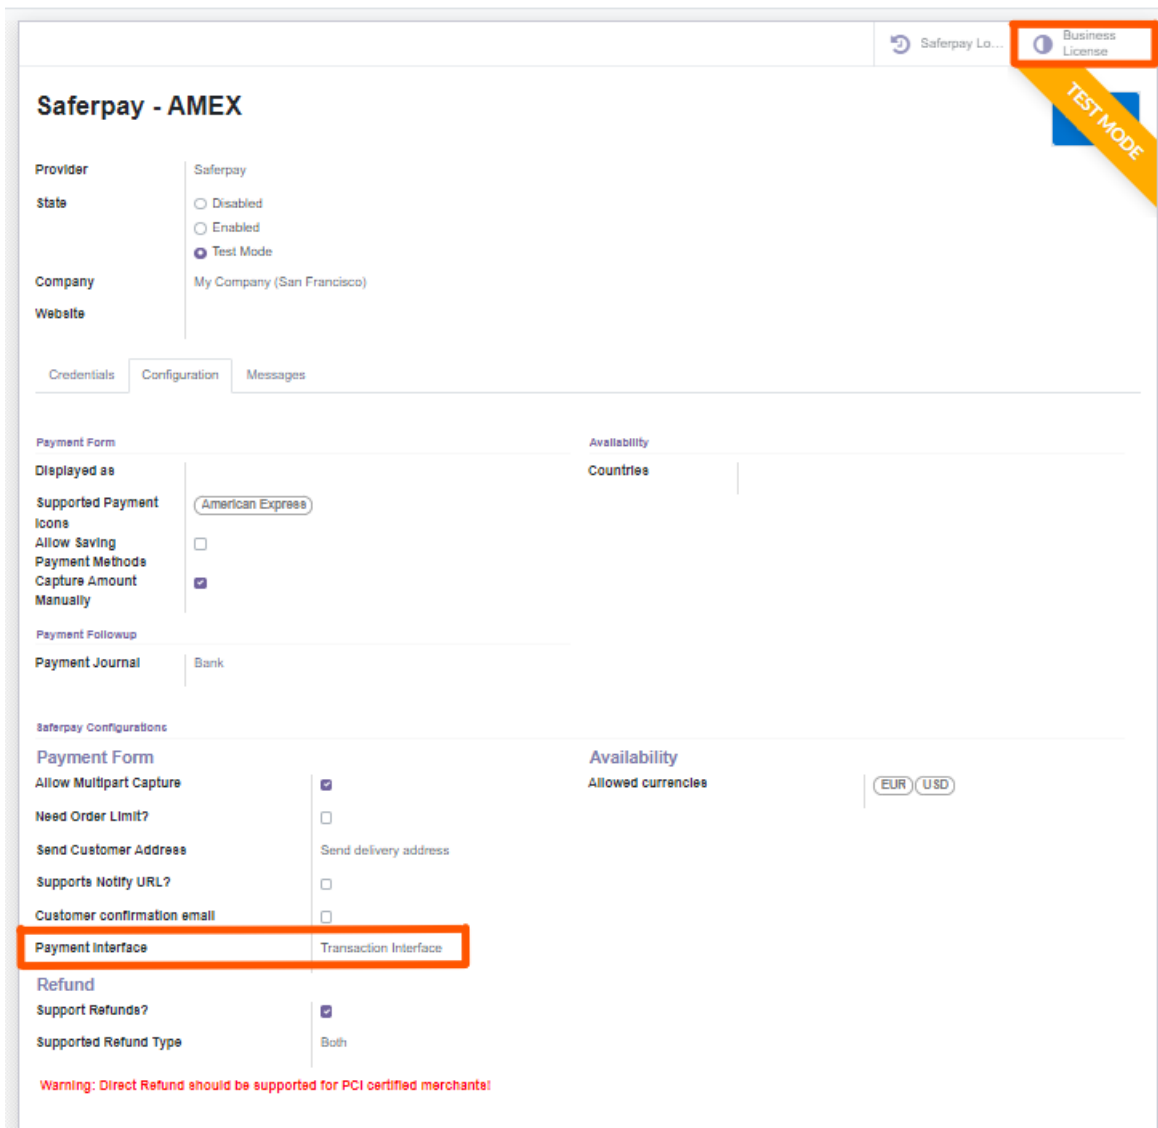 Saferpay Lo...
Business
License
TEST MODE
Saferpay - AMEX
Provider Saferpay
State Disabled
Enabled
Test Mode
Company My Company (San Francisco)
Website
Credentials Configuration Messages
Payment Form Availability
Displayed as Countries
Supported Payment American Express
Icons
Allow Saving
Payment Methods
Capture Amount
Manually
Payment Followup
Payment Journal Bank
Saferpay Configurations
Payment Form Availability
Allow Multipart Capture Allowed currencies EUR USD
Need Order Limit?
Send Customer Address Send delivery address
Supports Notify URL?
Customer confirmation email
Payment Interface Transaction Interface
Refund
Support Refunds?
Supported Refund Type Both
Warning: Direct Refund should be supported for PCI certified merchants!